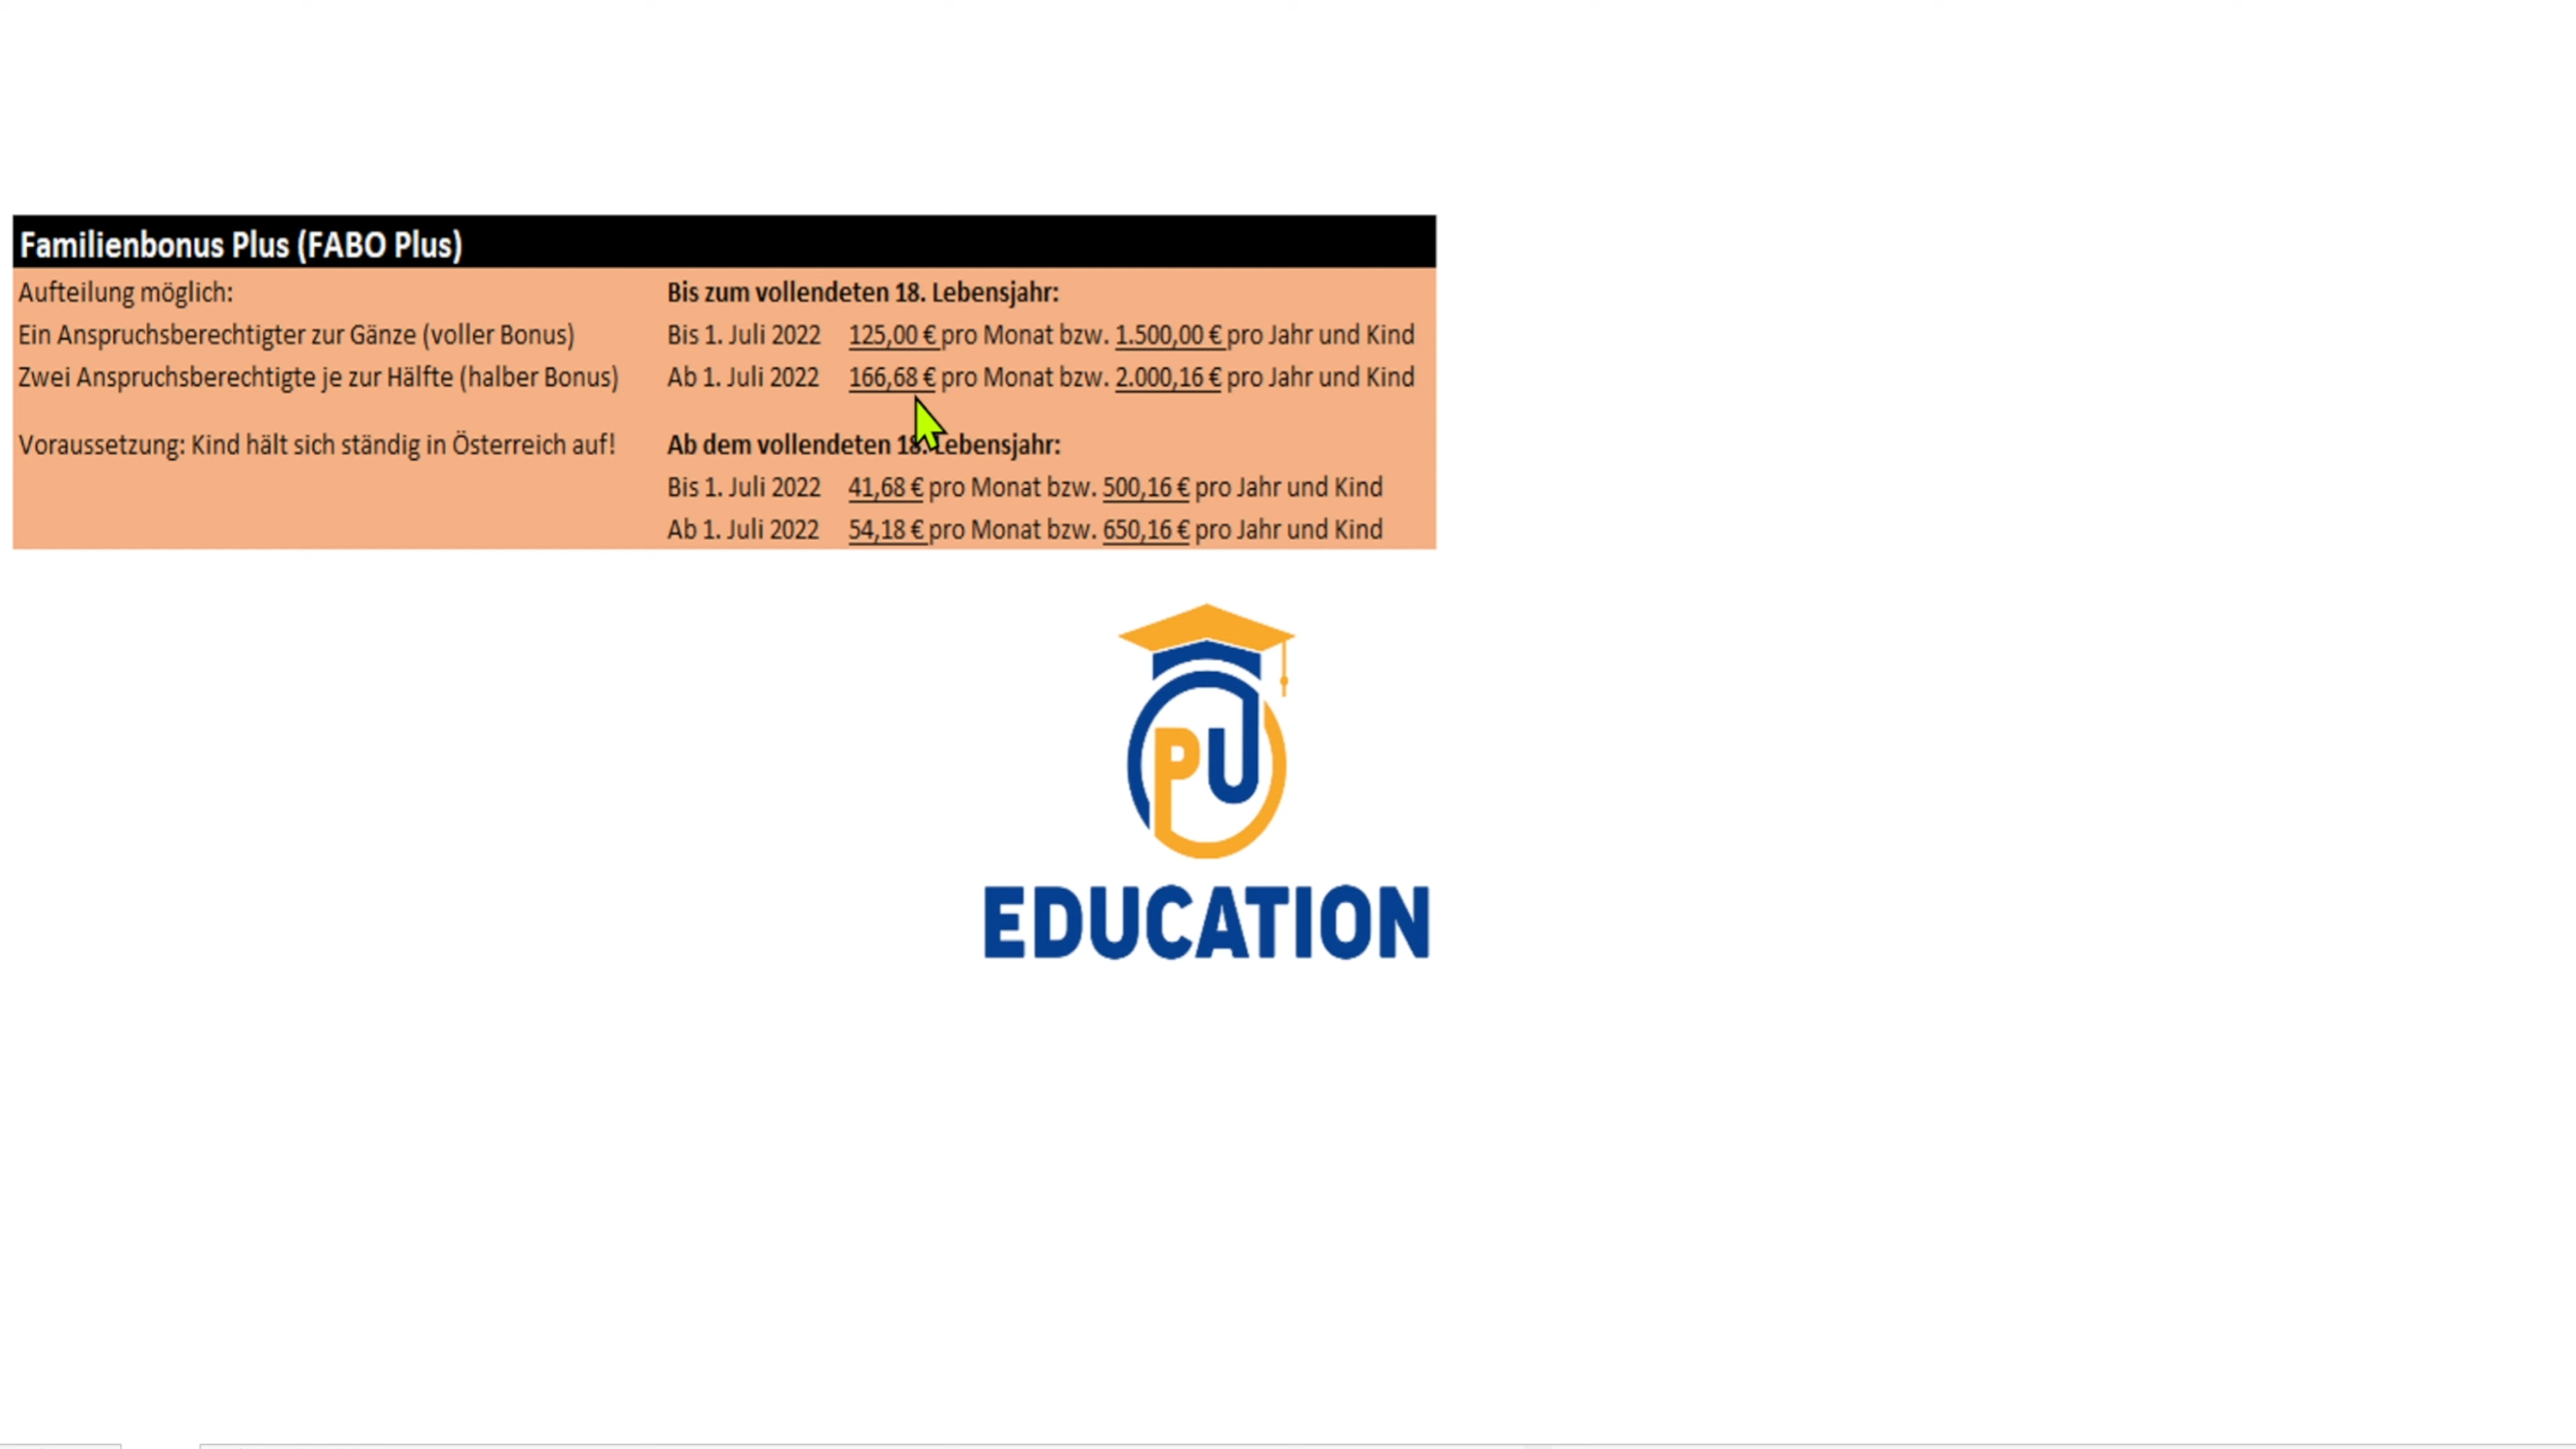 Familienbonus Plus (FABO Plus)
Aufteilung möglich:
Ein Anspruchsberechtigter zur Gänze (voller Bonus)
Zwei Anspruchsberechtigte je zur Hälfte (halber Bonus)
Voraussetzung: Kind hält sich ständig in Österreich auf!
Bis zum vollendeten 18. Lebensjahr:
Bis 1. Juli 2022 125,00 € pro Monat bzw. 1.500,00 € pro Jahr und Kind
Ab 1. Juli 2022 166,68 € pro Monat bzw. 2.000,16 € pro Jahr und Kind
Ab dem vollendeten 18. Lebensjahr:
Bis 1. Juli 2022 41,68 € pro Monat bzw. 500,16 € pro Jahr und Kind
Ab 1. Juli 2022 54,18 € pro Monat bzw. 650,16 € pro Jahr und Kind
PU
EDUCATION